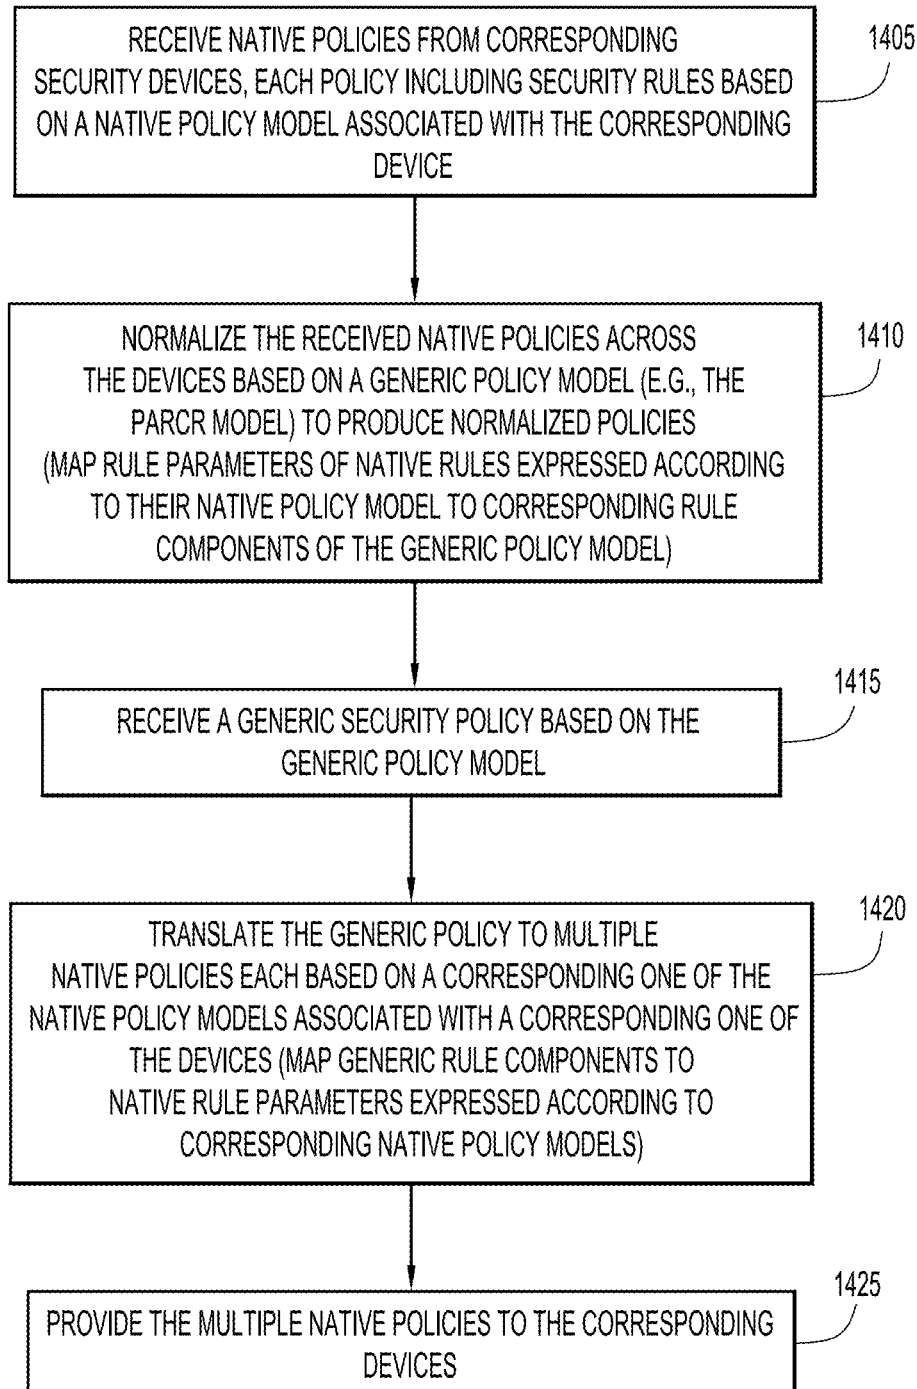 RECEIVE NATIVE POLICIES FROM CORRESPONDING
SECURITY DEVICES, EACH POLICY INCLUDING SECURITY RULES BASED
ON A NATIVE POLICY MODEL ASSOCIATED WITH THE CORRESPONDING
DEVICE
1405
NORMALIZE THE RECEIVED NATIVE POLICIES ACROSS
THE DEVICES BASED ON A GENERIC POLICY MODEL (E.G., THE
PARCR MODEL) TO PRODUCE NORMALIZED POLICIES
(MAP RULE PARAMETERS OF NATIVE RULES EXPRESSED ACCORDING
TO THEIR NATIVE POLICY MODEL TO CORRESPONDING RULE
COMPONENTS OF THE GENERIC POLICY MODEL)
1410
RECEIVE A GENERIC SECURITY POLICY BASED ON THE
GENERIC POLICY MODEL
1415
TRANSLATE THE GENERIC POLICY TO MULTIPLE
NATIVE POLICIES EACH BASED ON A CORRESPONDING ONE OF THE
NATIVE POLICY MODELS ASSOCIATED WITH A CORRESPONDING ONE OF
THE DEVICES (MAP GENERIC RULE COMPONENTS TO
NATIVE RULE PARAMETERS EXPRESSED ACCORDING TO
CORRESPONDING NATIVE POLICY MODELS)
1420
PROVIDE THE MULTIPLE NATIVE POLICIES TO THE CORRESPONDING
DEVICES
1425